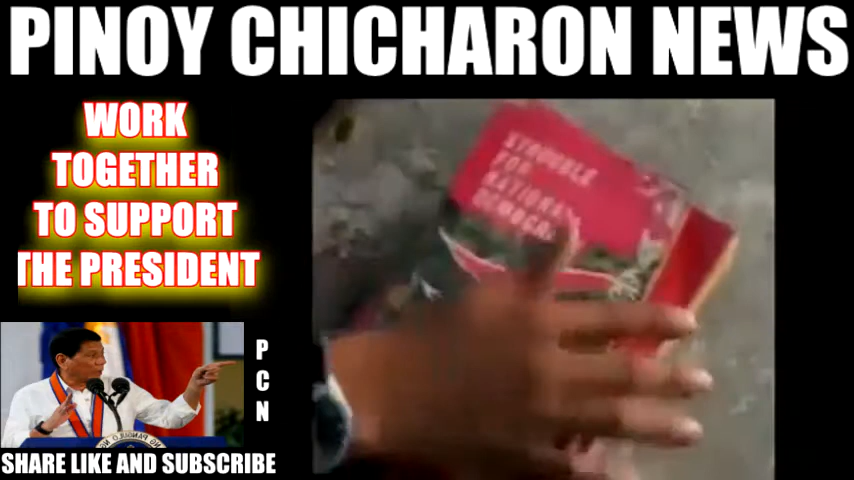 PINOY CHICHARON NEWS
WORK
TOGETHER
TO SUPPORT
THE PRESIDENT
STRUGGLE
FOR
NATIONAL
P
C
N
SHARE LIKE AND SUBSCRIBE